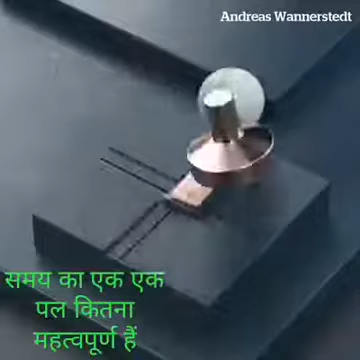 Andreas Wannerstedt
समय का एक एक
पल कितना
महत्वपूर्ण हैं